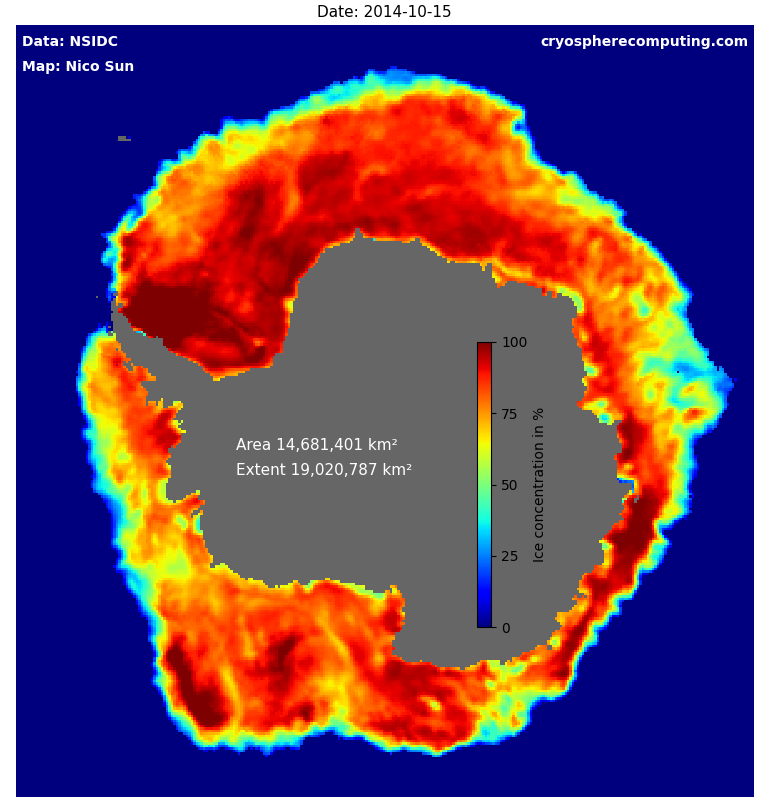 Date: 2014-10-15
Data: NSIDC
cryospherecomputing.com
Map: Nico Sun
100
75
50
25
0
Ice concentration in %
Area 14,681,401 km²
Extent 19,020,787 km²